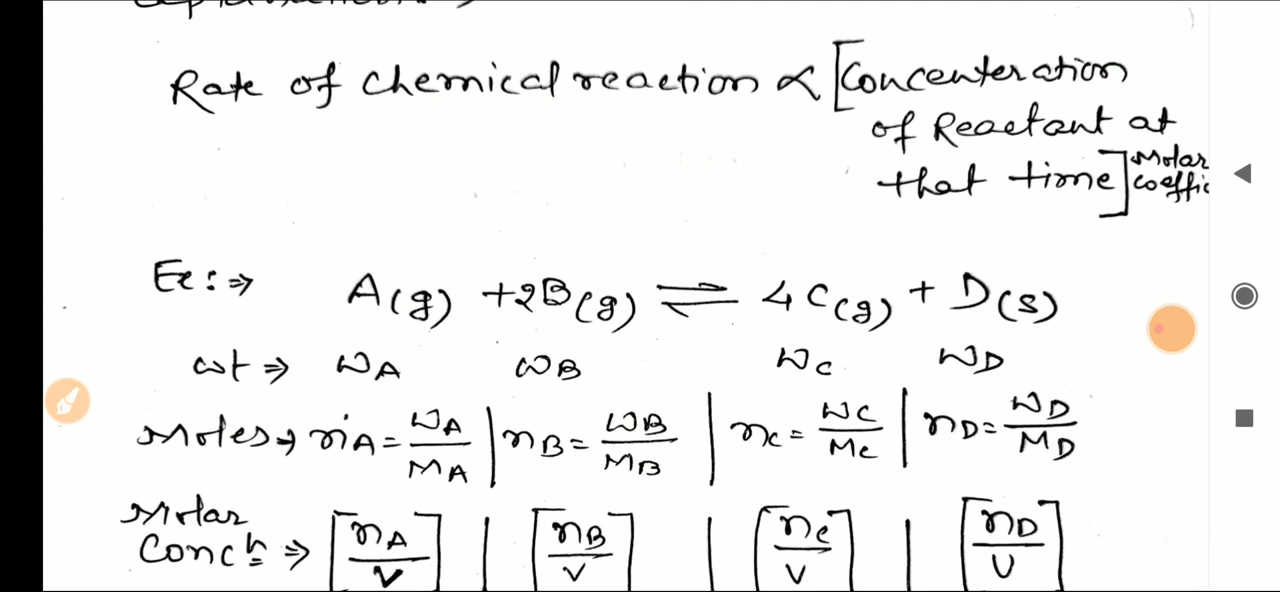 Rate of chemical reaction ∝ [Concenteration
of Reactant at
that time] Molar
coeffic
Ex:⇒ A(g) +2B(g) ⇌ 4C(g) + D(s)
wt ⇒ WA WB WC WD
Moles⇒ nA = WA/MA | nB = WB/MB | nC = WC/MC | nD = WD/MD
Molar
Conch ⇒ [nA/V] | [nB/V] | [nC/V] | [nD/V]